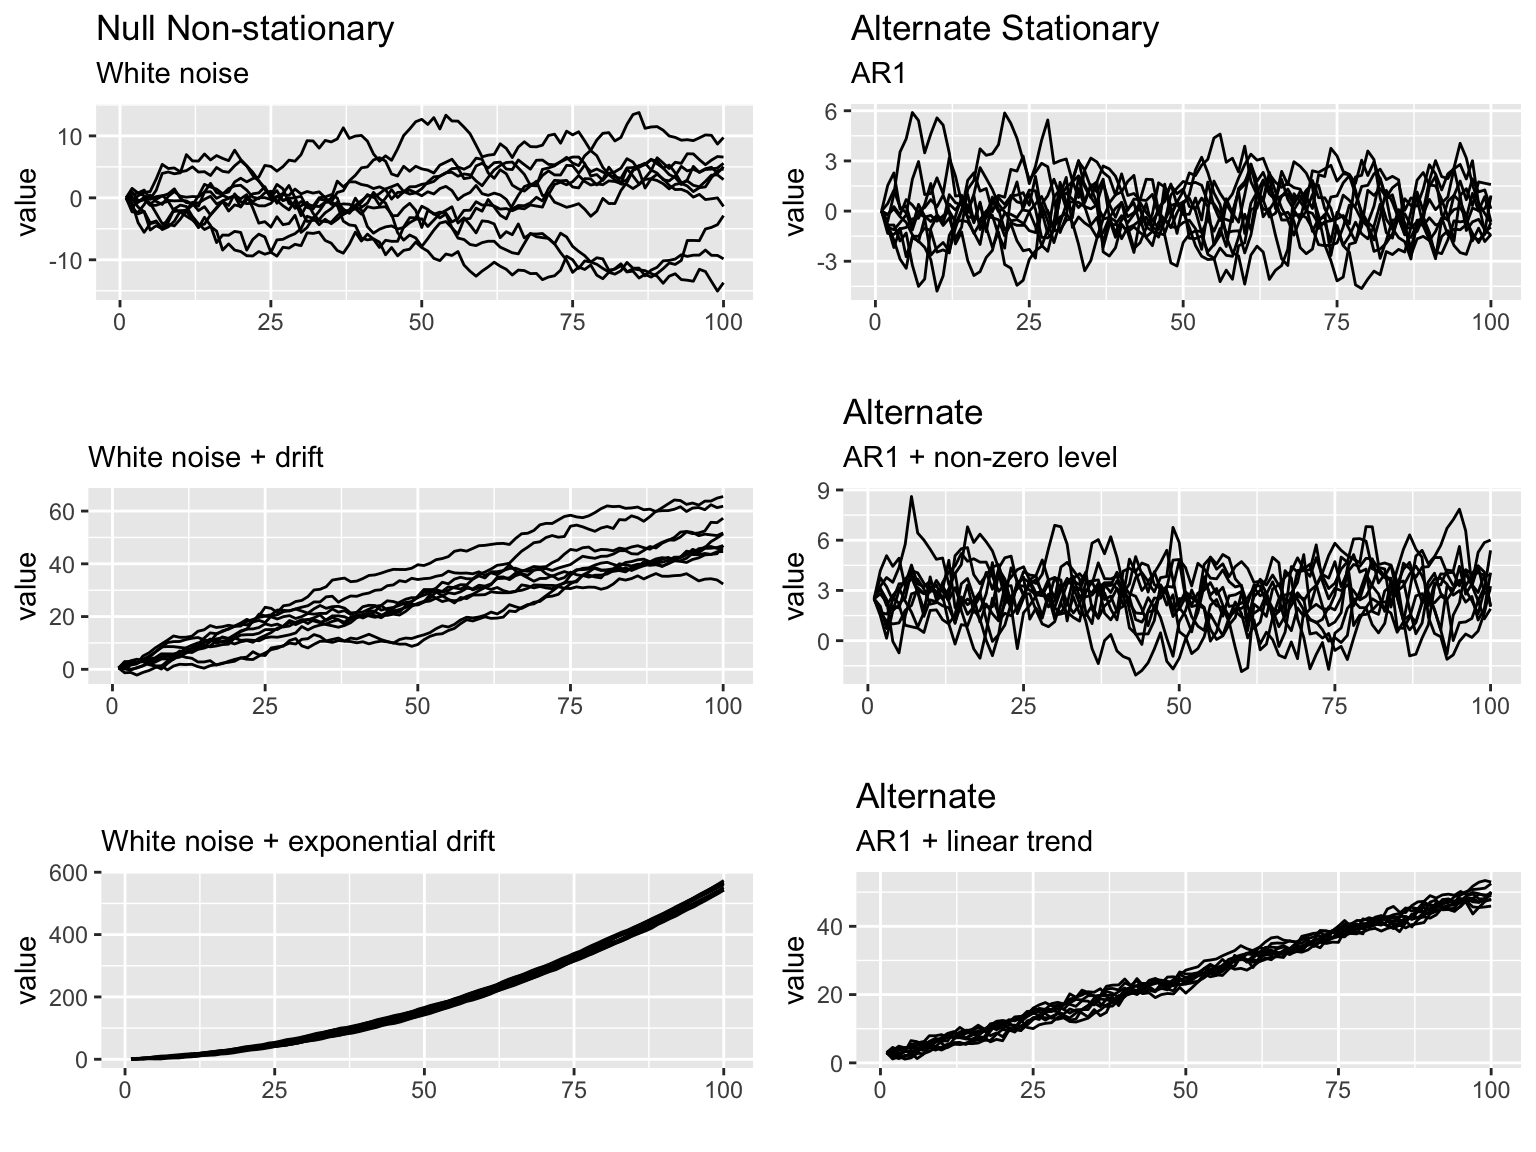 Null Non-stationary
White noise
value
10
0
-10
0 25 50 75 100
Alternate Stationary
AR1
value
6
3
0
-3
0 25 50 75 100
White noise + drift
value
60
40
20
0
0 25 50 75 100
Alternate
AR1 + non-zero level
value
9
6
3
0
0 25 50 75 100
White noise + exponential drift
value
600
400
200
0
0 25 50 75 100
Alternate
AR1 + linear trend
value
40
20
0
0 25 50 75 100